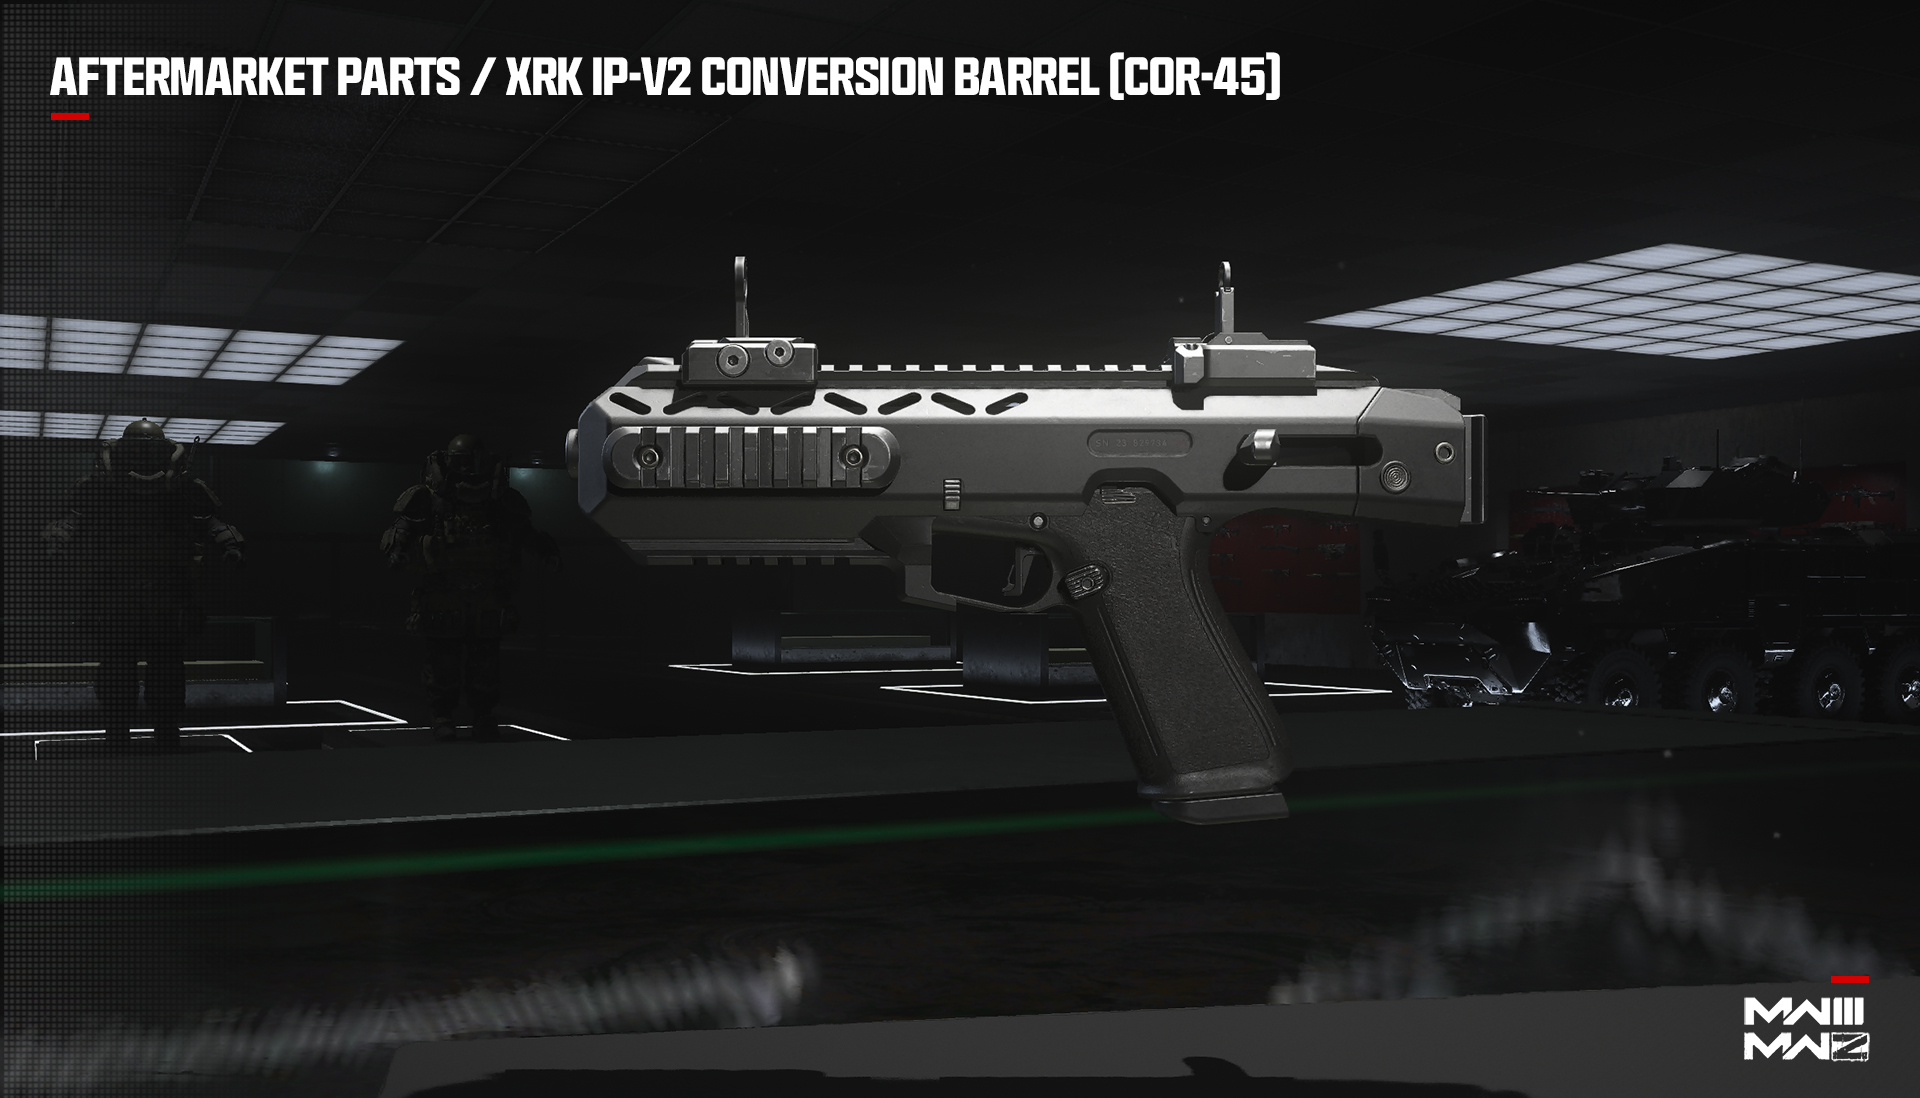 AFTERMARKET PARTS / XRK IP-V2 CONVERSION BARREL [COR-45]
MWIII
MWZ